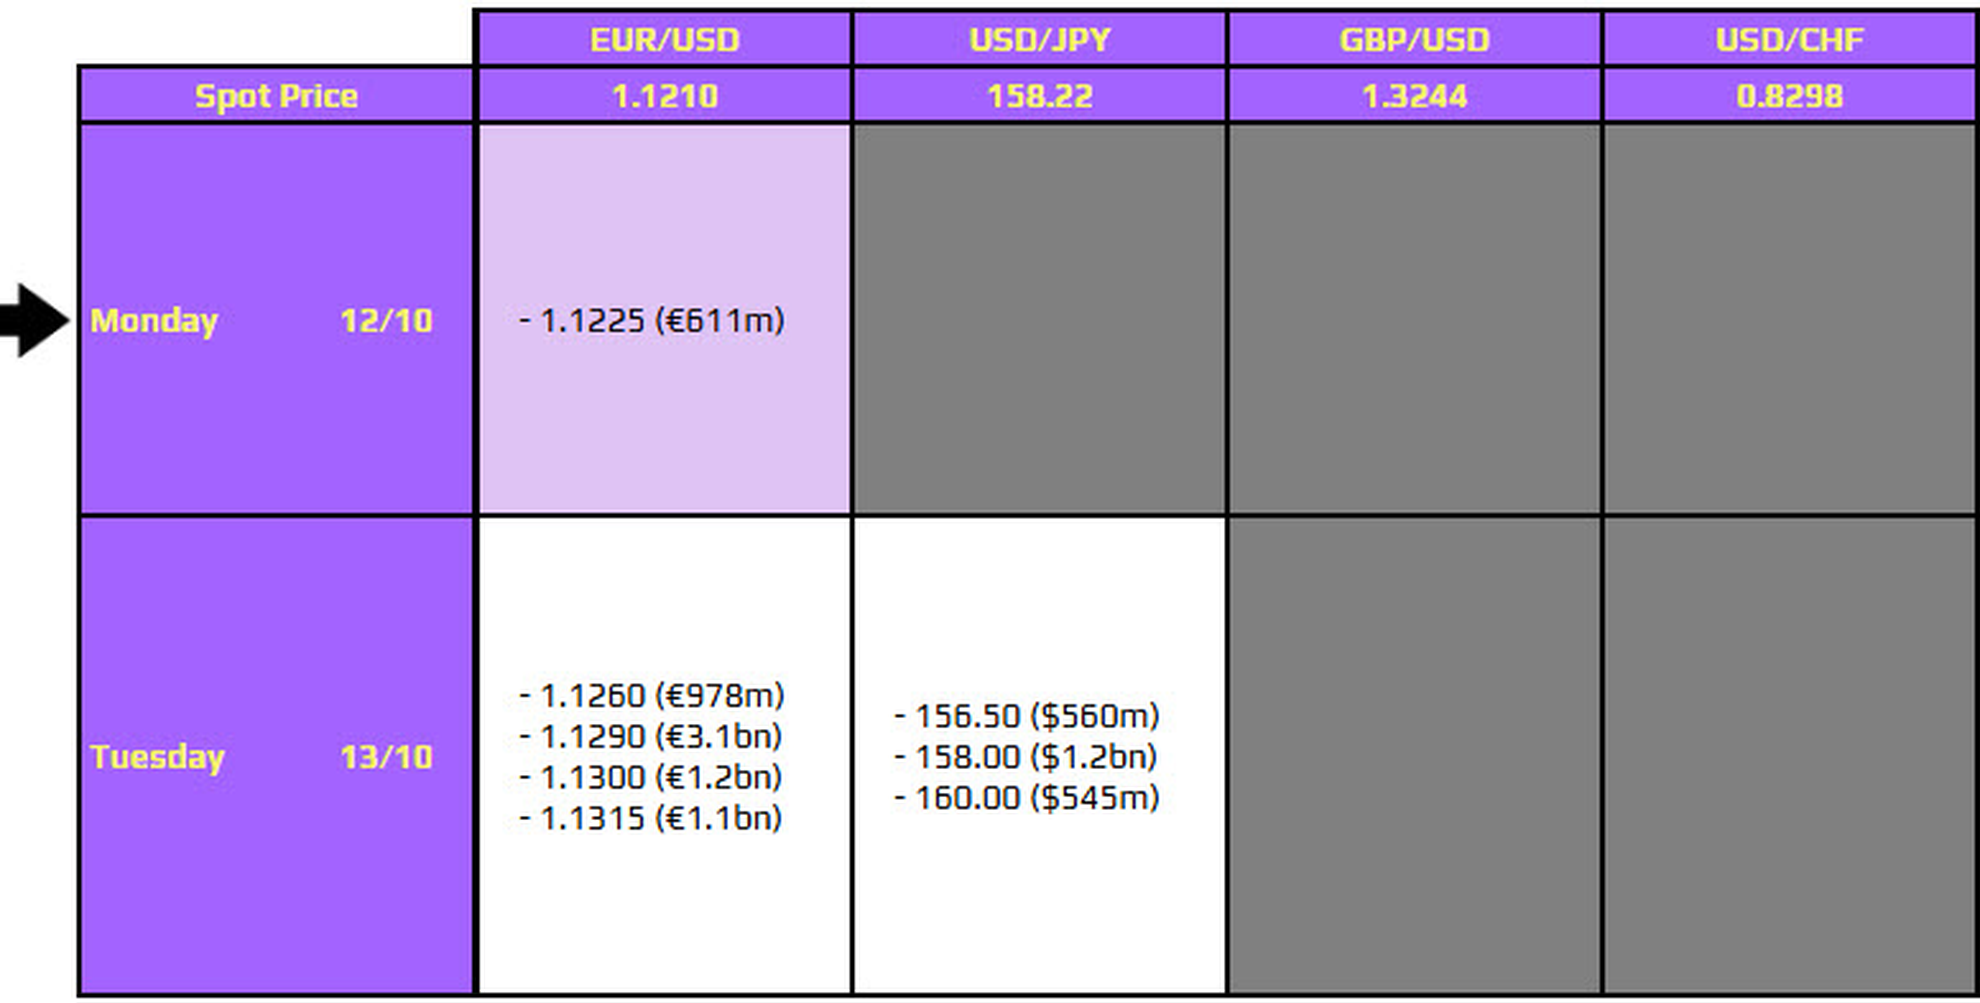 EUR/USD USD/JPY GBP/USD USD/CHF
Spot Price 1.1210 158.22 1.3244 0.8298
Monday 12/10 - 1.1225 (€611m)
Tuesday 13/10
- 1.1260 (€978m)
- 1.1290 (€3.1bn)
- 1.1300 (€1.2bn)
- 1.1315 (€1.1bn)
- 156.50 ($560m)
- 158.00 ($1.2bn)
- 160.00 ($545m)